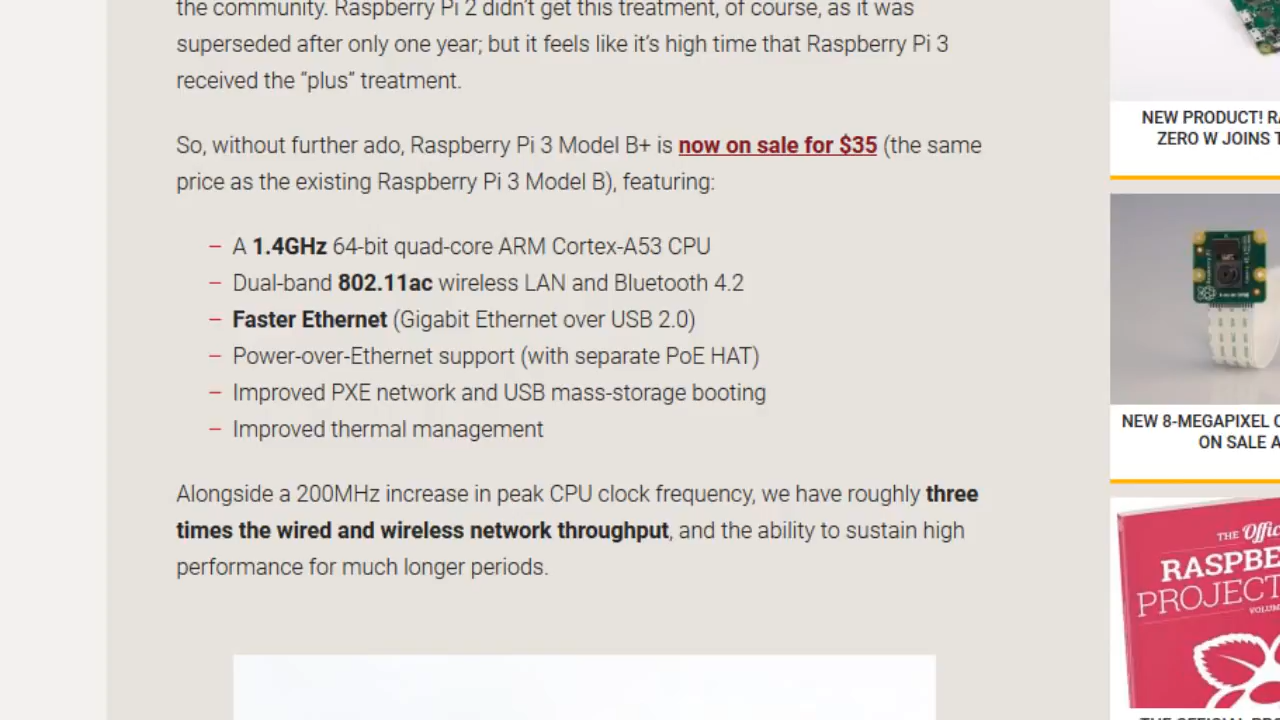 the community. Raspberry Pi 2 didn't get this treatment, of course, as it was
superseded after only one year; but it feels like it's high time that Raspberry Pi 3
received the “plus” treatment.
So, without further ado, Raspberry Pi 3 Model B+ is now on sale for $35 (the same
price as the existing Raspberry Pi 3 Model B), featuring:
– A 1.4GHz 64-bit quad-core ARM Cortex-A53 CPU
– Dual-band 802.11ac wireless LAN and Bluetooth 4.2
– Faster Ethernet (Gigabit Ethernet over USB 2.0)
– Power-over-Ethernet support (with separate PoE HAT)
– Improved PXE network and USB mass-storage booting
– Improved thermal management
Alongside a 200MHz increase in peak CPU clock frequency, we have roughly three
times the wired and wireless network throughput, and the ability to sustain high
performance for much longer periods.
NEW PRODUCT! RA
ZERO W JOINS T
NEW 8-MEGAPIXEL C
ON SALE A
THE Offic
RASPBE
PROJECT
VOLUM